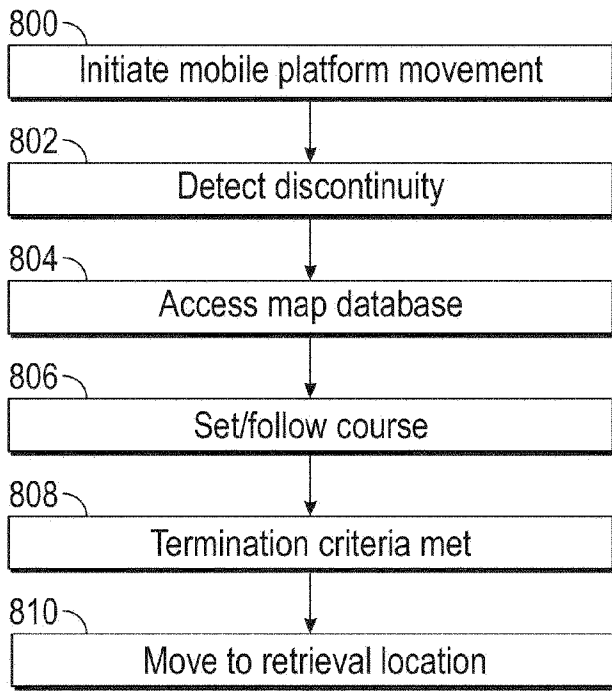 800
Initiate mobile platform movement
802
Detect discontinuity
804
Access map database
806
Set/follow course
808
Termination criteria met
810
Move to retrieval location